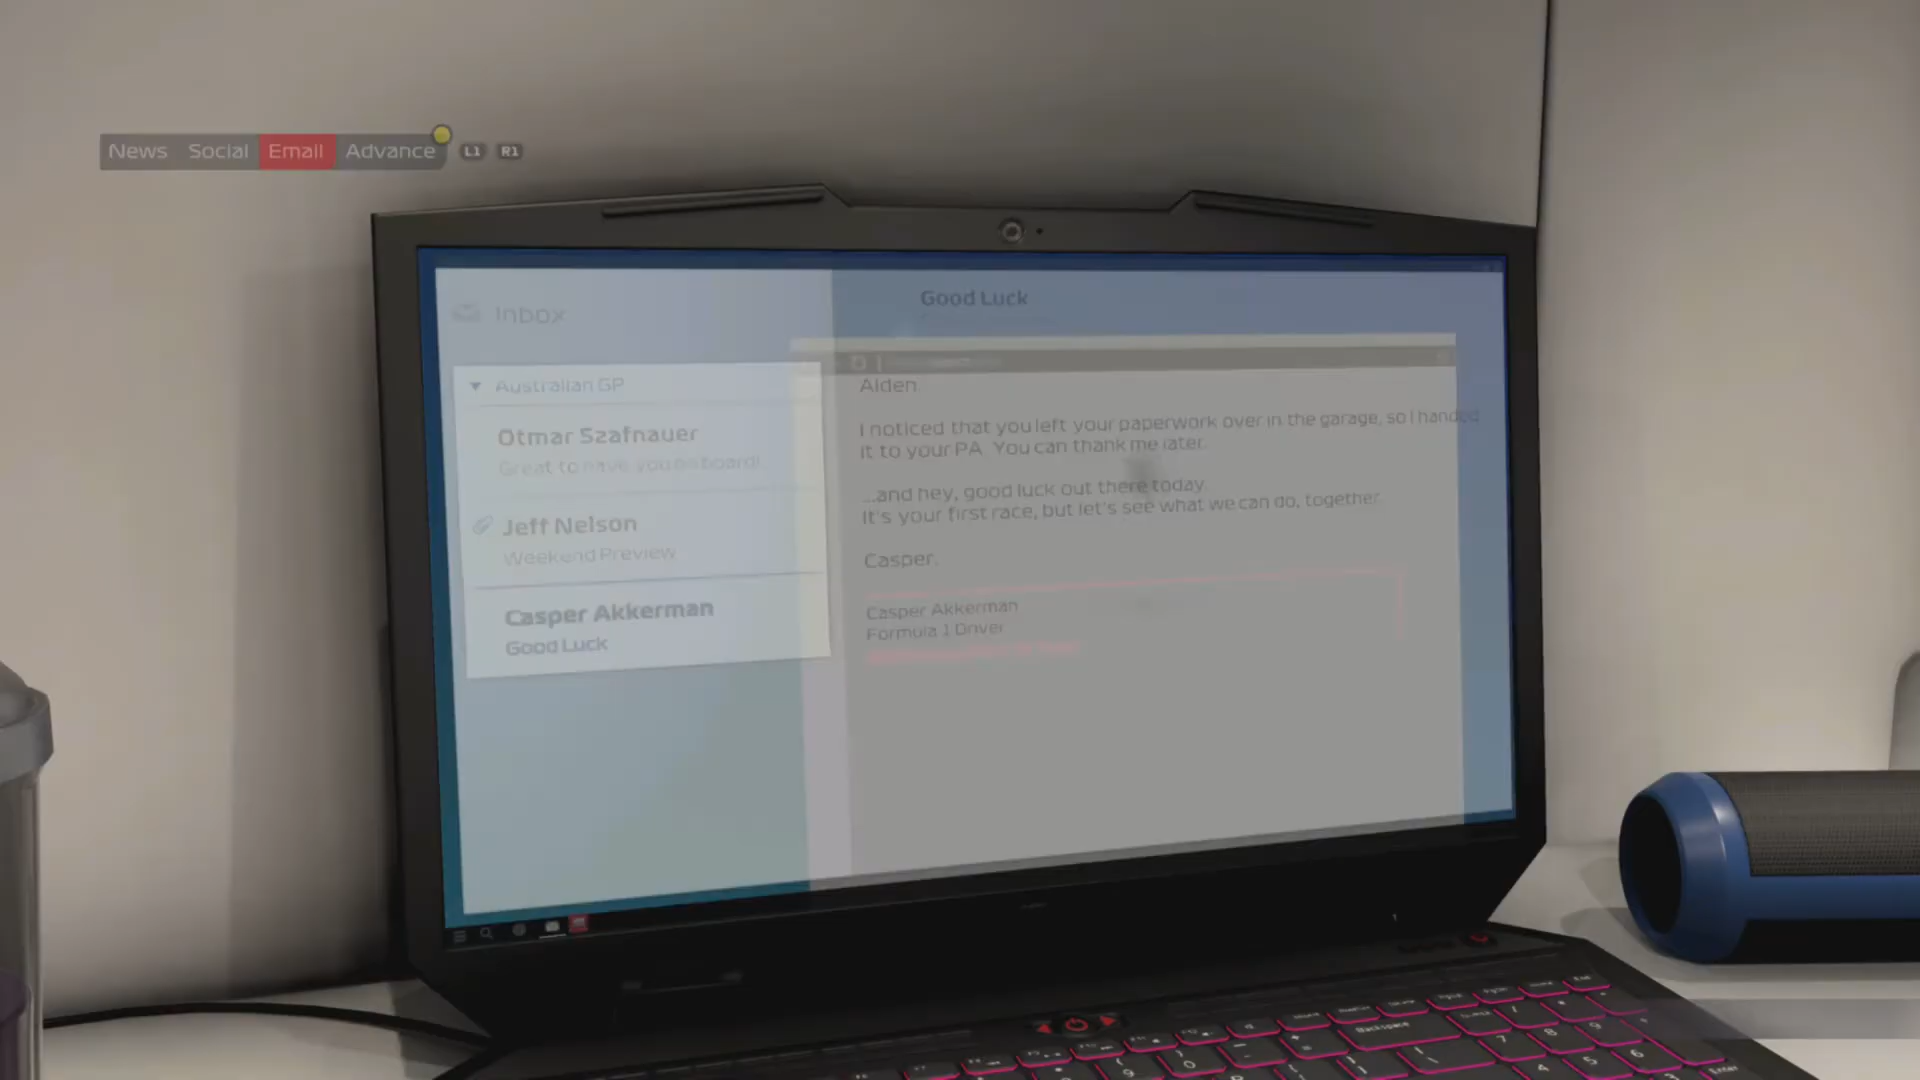 News Social Email Advance L1 R1
Inbox
Good Luck
Australian GP
Aiden.
Otmar Szafnauer
Great to have you on board!
I noticed that you left your paperwork over in the garage, so I handed
it to your PA. You can thank me later.
...and hey, good luck out there today.
It's your first race, but let's see what we can do, together.
Jeff Nelson
Weekend Preview
Casper.
Casper Akkerman
Good Luck
Casper Akkerman
Formula 1 Driver
Backspace
Enter